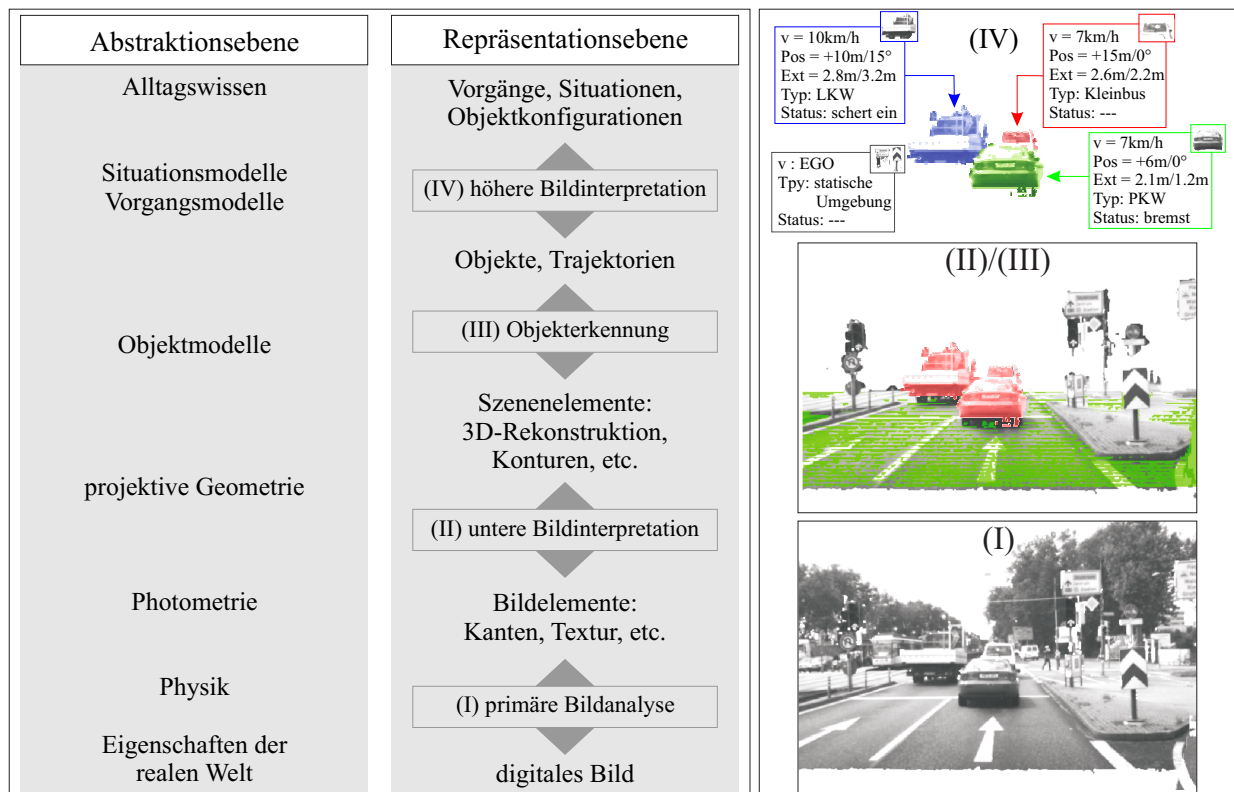 Abstraktionsebene
Alltagswissen
Situationsmodelle
Vorgangsmodelle
Objektmodelle
projektive Geometrie
Photometrie
Physik
Eigenschaften der
realen Welt
Repräsentationsebene
Vorgänge, Situationen,
Objektkonfigurationen
(IV) höhere Bildinterpretation
Objekte, Trajektorien
(III) Objekterkennung
Szenenelemente:
3D-Rekonstruktion,
Konturen, etc.
(II) untere Bildinterpretation
Bildelemente:
Kanten, Textur, etc.
(I) primäre Bildanalyse
digitales Bild
(IV)
v = 10km/h
Pos = +10m/15°
Ext = 2.8m/3.2m
Typ: LKW
Status: schert ein
v = 7km/h
Pos = +15m/0°
Ext = 2.6m/2.2m
Typ: Kleinbus
Status: ---
v : EGO
Tpy: statische
Umgebung
Status: ---
v = 7km/h
Pos = +6m/0°
Ext = 2.1m/1.2m
Typ: PKW
Status: bremst
(II)/(III)
(I)